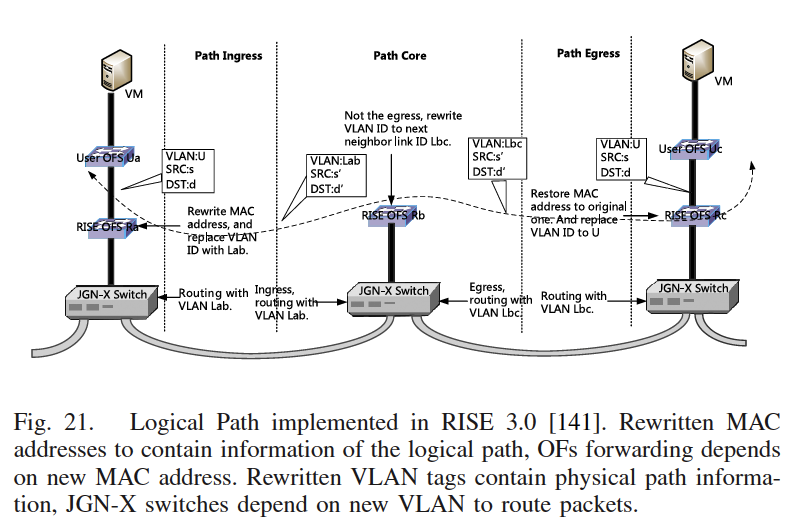 Path Ingress
Path Core
Path Egress
VM
VM
Not the egress, rewrite
VLAN ID to next
neighbor link ID Lbc.
User OFS Ua
VLAN:U
SRC:s
DST:d
VLAN:Lab
SRC:s’
DST:d’
VLAN:Lbc
SRC:s’
DST:d’
VLAN:U
SRC:s
DST:d
User OFS Uc
RISE OFS Ra
Rewrite MAC
address, and
replace VLAN
ID with Lab.
RISE OFS Rb
Restore MAC
address to original
one. And replace
VLAN ID to U
RISE OFS Rc
JGN-X Switch
Routing with
VLAN Lab.
Ingress,
routing with
VLAN Lab.
JGN-X Switch
Egress,
routing with
VLAN Lbc.
Routing with
VLAN Lbc.
JGN-X Switch
Fig. 21. Logical Path implemented in RISE 3.0 [141]. Rewritten MAC
addresses to contain information of the logical path, OFs forwarding depends
on new MAC address. Rewritten VLAN tags contain physical path informa-
tion, JGN-X switches depend on new VLAN to route packets.